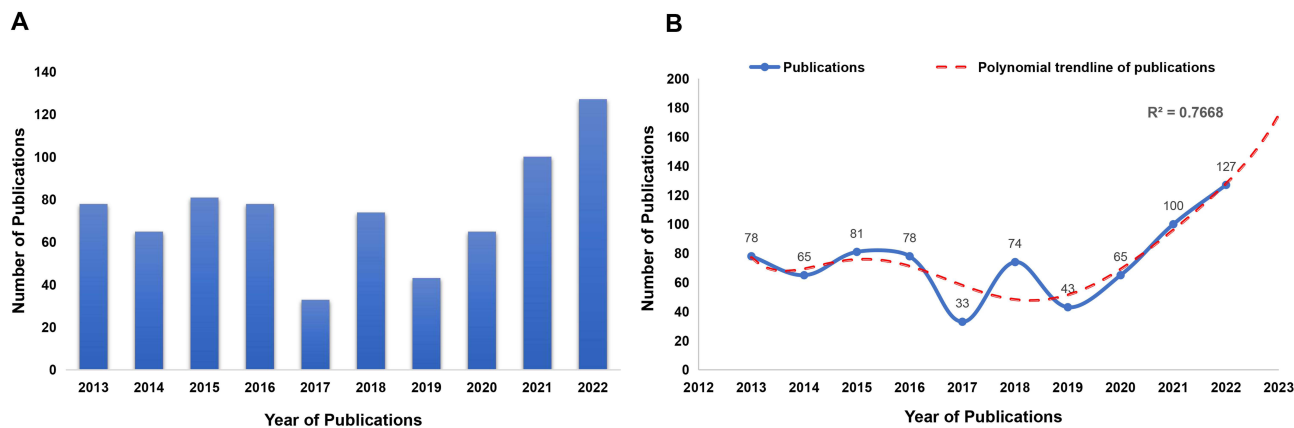 A
Number of Publications
140
120
100
80
60
40
20
0
2013 2014 2015 2016 2017 2018 2019 2020 2021 2022
Year of Publications
B
Publications Polynomial trendline of publications
R² = 0.7668
Number of Publications
200
180
160
140
120
100
80
60
40
20
0
78 65 81 78 33 74 43 65 100 127
2012 2013 2014 2015 2016 2017 2018 2019 2020 2021 2022 2023
Year of Publications